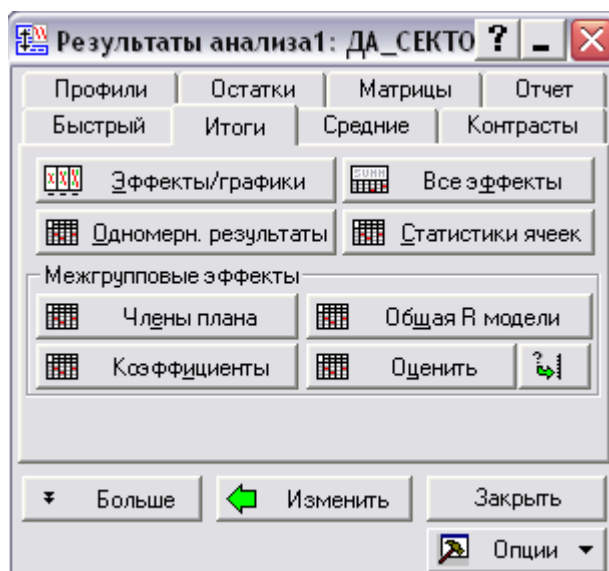 Результаты анализа1: ДА_СЕКТО
Профили Остатки Матрицы Отчет
Быстрый Итоги Средние Контрасты
Эффекты/графики Все эффекты
Одномерн. результаты Статистики ячеек
Межгрупповые эффекты
Члены плана Общая R модели
Коэффициенты Оценить
Больше Изменить Закрыть
Опции